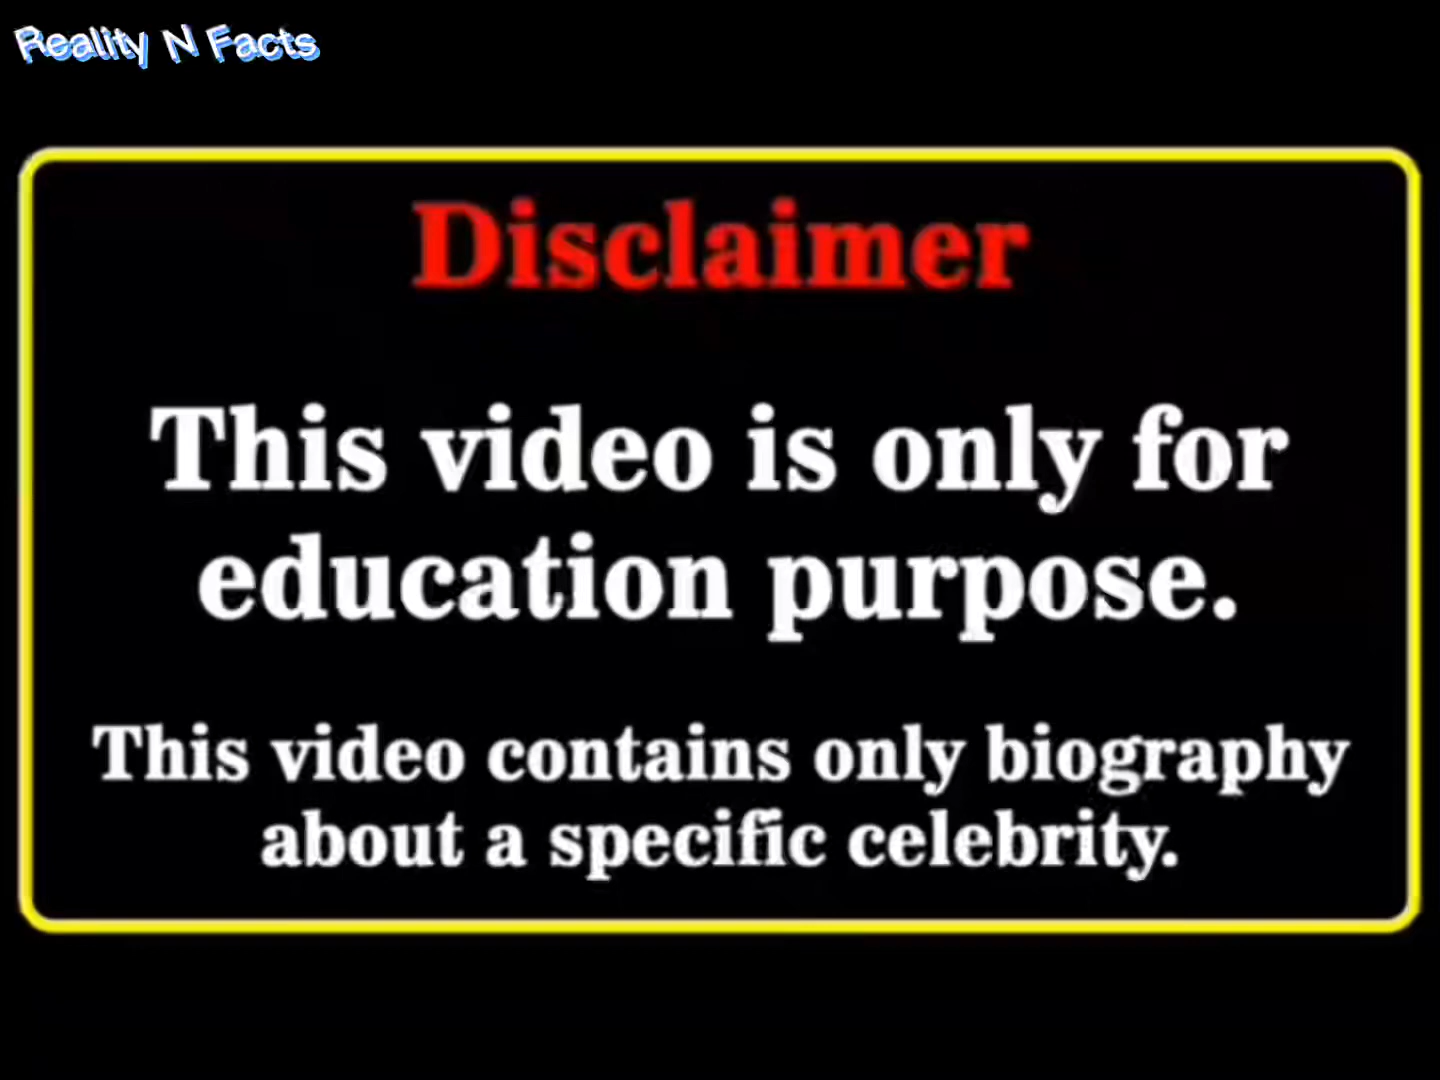 Reality N Facts
Disclaimer
This video is only for
education purpose.
This video contains only biography
about a specific celebrity.